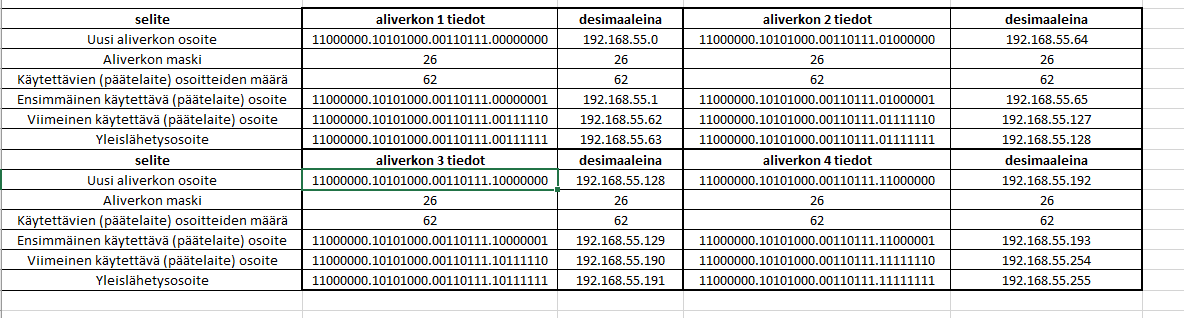 selite aliverkon 1 tiedot desimaaleina aliverkon 2 tiedot desimaaleina
Uusi aliverkon osoite 11000000.10101000.00110111.00000000 192.168.55.0 11000000.10101000.00110111.01000000 192.168.55.64
Aliverkon maski 26 26 26 26
Käytettävien (päätelaite) osoitteiden määrä 62 62 62 62
Ensimmäinen käytettävä (päätelaite) osoite 11000000.10101000.00110111.00000001 192.168.55.1 11000000.10101000.00110111.01000001 192.168.55.65
Viimeinen käytettävä (päätelaite) osoite 11000000.10101000.00110111.00111110 192.168.55.62 11000000.10101000.00110111.01111110 192.168.55.127
Yleislähetysosoite 11000000.10101000.00110111.00111111 192.168.55.63 11000000.10101000.00110111.01111111 192.168.55.128
selite aliverkon 3 tiedot desimaaleina aliverkon 4 tiedot desimaaleina
Uusi aliverkon osoite 11000000.10101000.00110111.10000000 192.168.55.128 11000000.10101000.00110111.11000000 192.168.55.192
Aliverkon maski 26 26 26 26
Käytettävien (päätelaite) osoitteiden määrä 62 62 62 62
Ensimmäinen käytettävä (päätelaite) osoite 11000000.10101000.00110111.10000001 192.168.55.129 11000000.10101000.00110111.11000001 192.168.55.193
Viimeinen käytettävä (päätelaite) osoite 11000000.10101000.00110111.10111110 192.168.55.190 11000000.10101000.00110111.11111110 192.168.55.254
Yleislähetysosoite 11000000.10101000.00110111.10111111 192.168.55.191 11000000.10101000.00110111.11111111 192.168.55.255